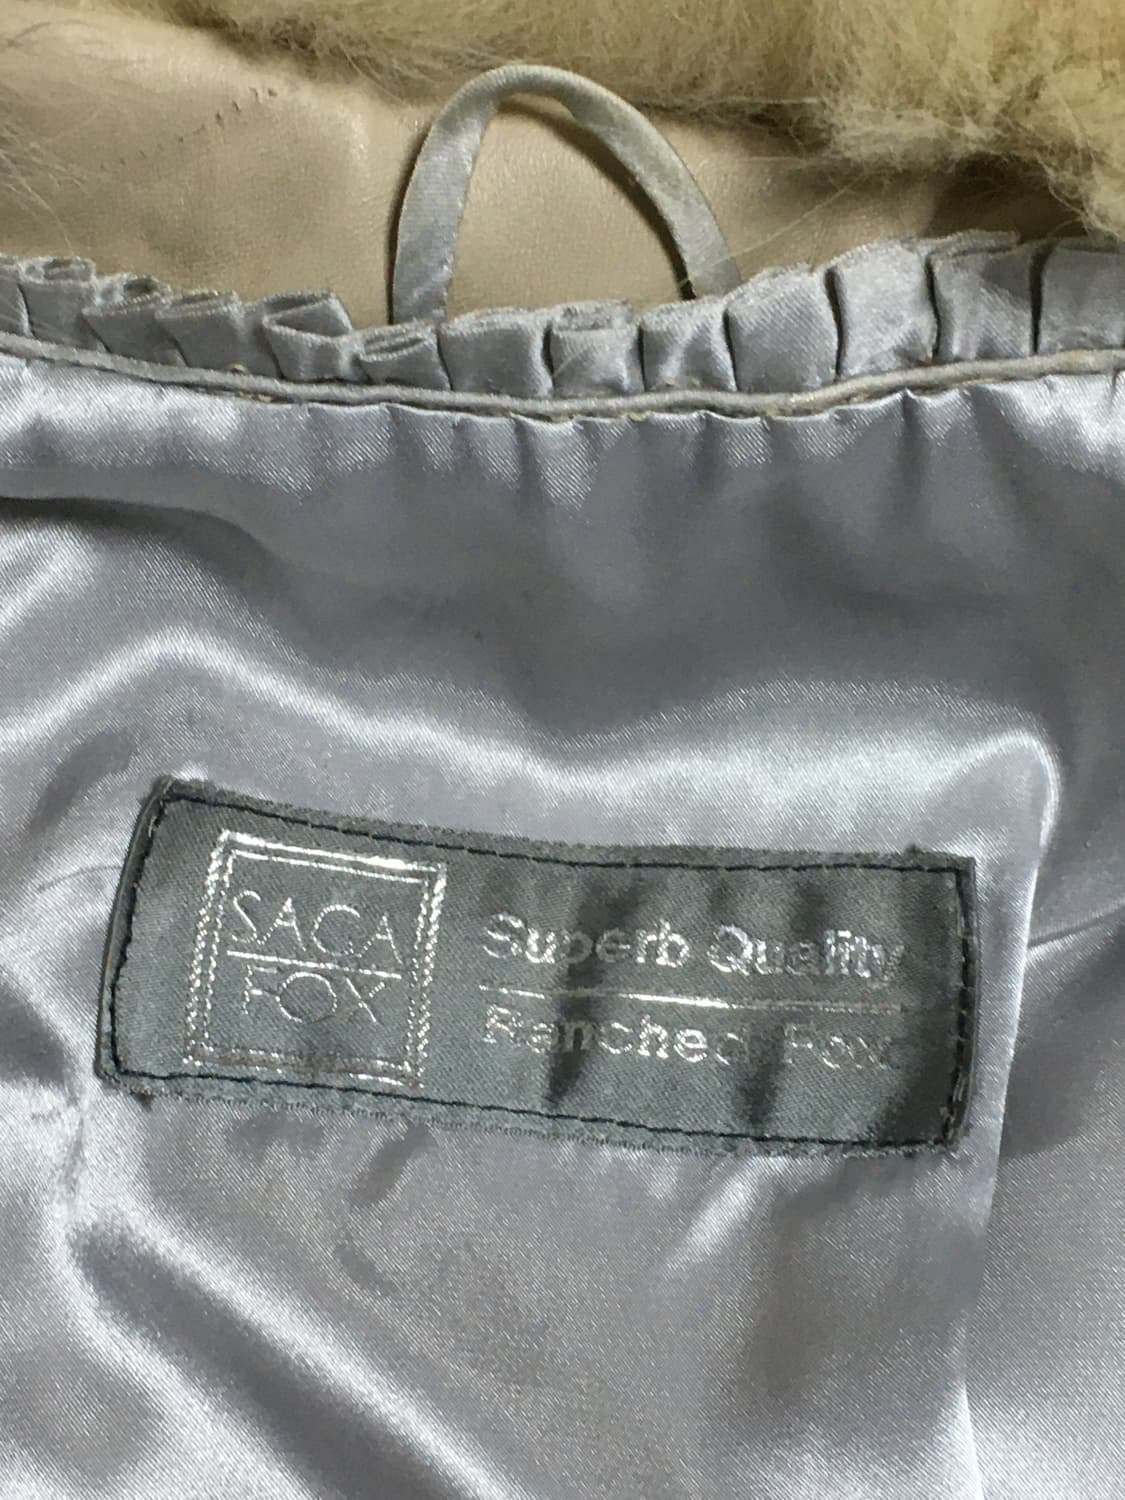 SAGA
FOX
Superb Quality
Ranched Fox